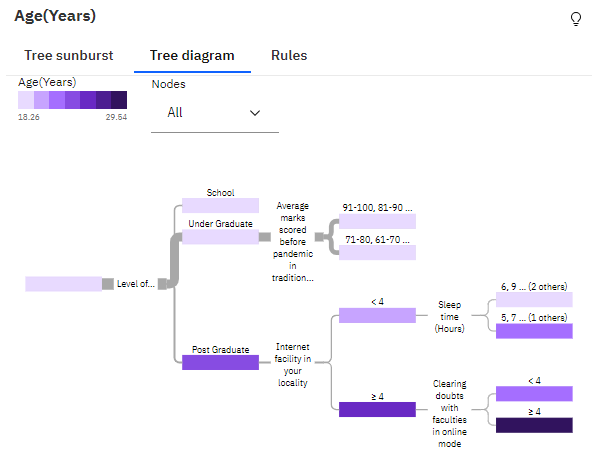 Age(Years)
Tree sunburst
Tree diagram
Rules
Age(Years)
18.26
29.54
Nodes
All
Level of...
School
Under Graduate
Average
marks
scored
before
pandemic
in
tradition...
91-100, 81-90 ...
71-80, 61-70 ...
Post Graduate
Internet
facility in
your
locality
< 4
Sleep
time
(Hours)
6, 9 ... (2 others)
5, 7 ... (1 others)
≥ 4
Clearing
doubts
with
faculties
in online
mode
< 4
≥ 4